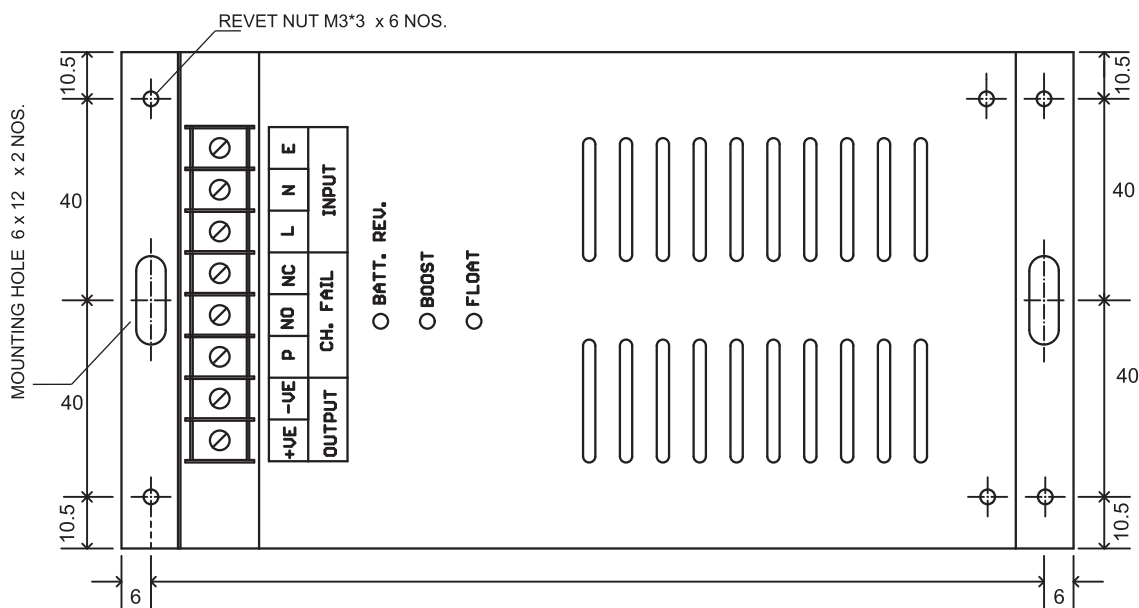 REVET NUT M3*3 x 6 NOS.
10.5
10.5
MOUNTING HOLE 6 x 12 x 2 NOS.
40
40
E
N
L
INPUT
NC
NO
P
CH. FAIL
-VE
+VE
OUTPUT
BATT. REV.
BOOST
FLOAT
40
40
10.5
10.5
6
6